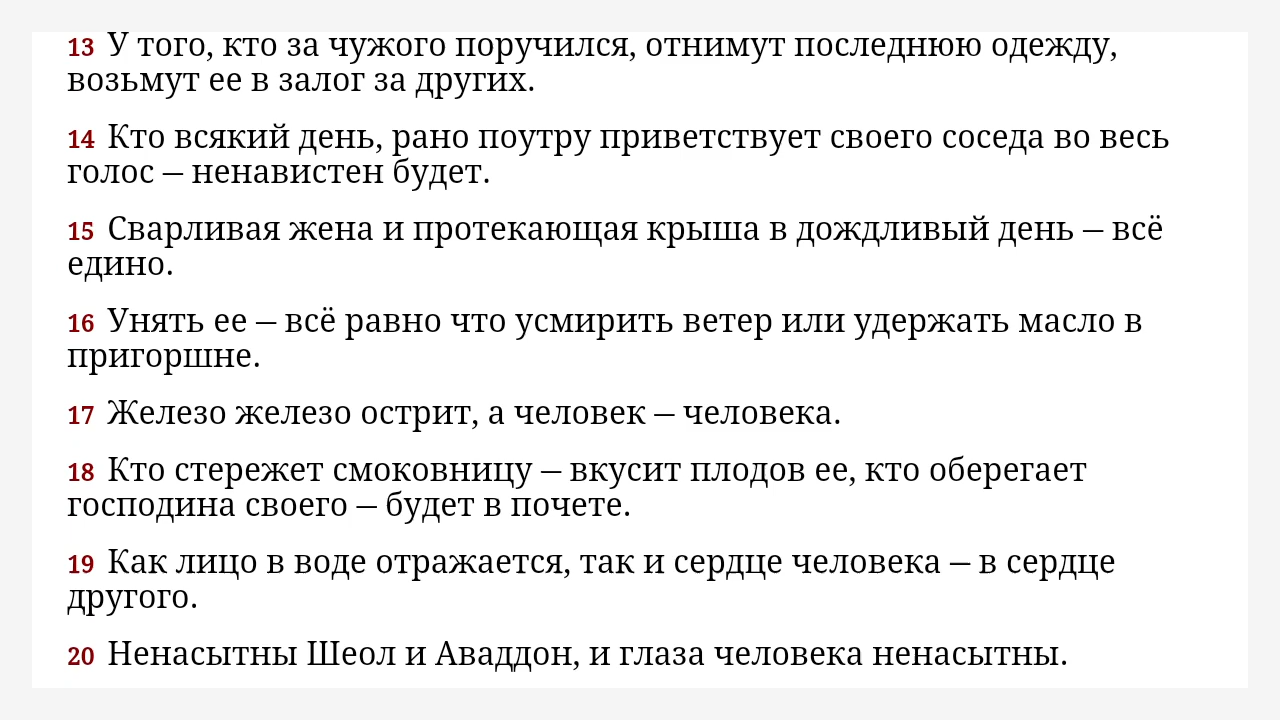 13 У того, кто за чужого поручился, отнимут последнюю одежду,
возьмут ее в залог за других.
14 Кто всякий день, рано поутру приветствует своего соседа во весь
голос – ненавистен будет.
15 Сварливая жена и протекающая крыша в дождливый день – всё
едино.
16 Унять ее – всё равно что усмирить ветер или удержать масло в
пригоршне.
17 Железо железо острит, а человек – человека.
18 Кто стережет смоковницу – вкусит плодов ее, кто оберегает
господина своего – будет в почете.
19 Как лицо в воде отражается, так и сердце человека – в сердце
другого.
20 Ненасытны Шеол и Аваддон, и глаза человека ненасытны.